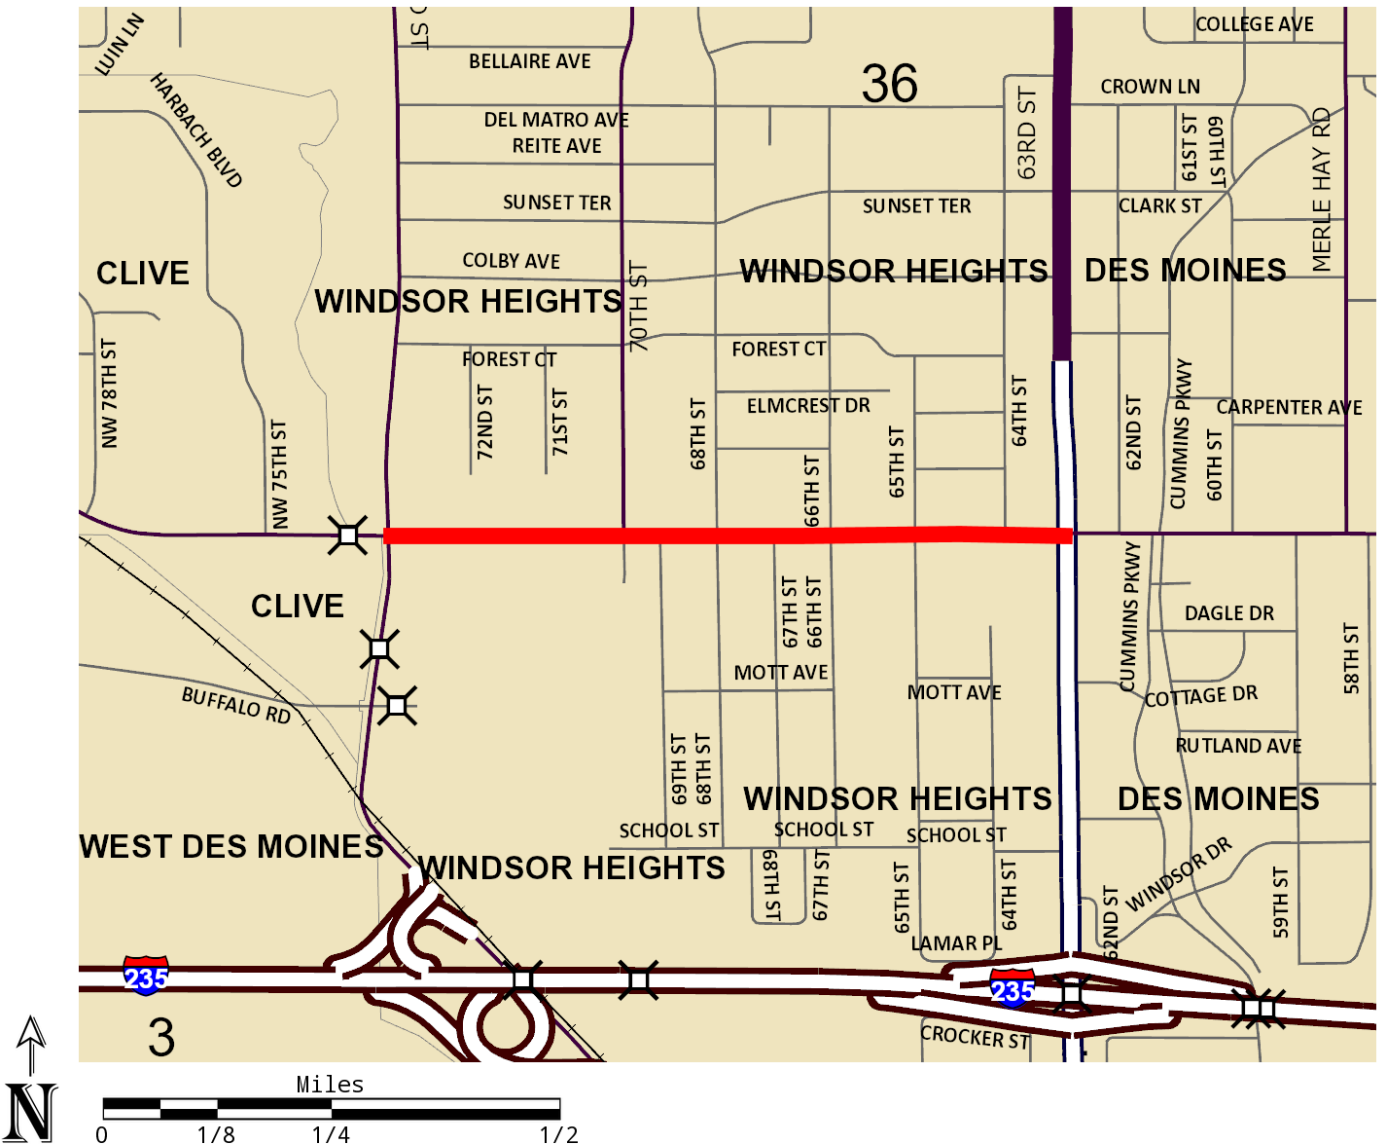 LUIN LN
ST
COLLEGE AVE
BELLAIRE AVE
36
CROWN LN
HARBACH BLVD
63RD ST
MERLE HAY RD
DEL MATRO AVE
61ST ST
60TH ST
REITE AVE
SUNSET TER
SUNSET TER
CLARK ST
COLBY AVE
CLIVE
WINDSOR HEIGHTS
DES MOINES
WINDSOR HEIGHTS
70TH ST
FOREST CT
FOREST CT
NW 78TH ST
72ND ST
71ST ST
68TH ST
ELMCREST DR
65TH ST
64TH ST
62ND ST
CUMMINS PKWY
CARPENTER AVE
60TH ST
NW 75TH ST
66TH ST
CLIVE
67TH ST
66TH ST
CUMMINS PKWY
DAGLE DR
58TH ST
MOTT AVE
MOTT AVE
COTTAGE DR
BUFFALO RD
RUTLAND AVE
69TH ST
68TH ST
WINDSOR HEIGHTS
DES MOINES
SCHOOL ST
SCHOOL ST
SCHOOL ST
WEST DES MOINES
WINDSOR HEIGHTS
68TH ST
67TH ST
65TH ST
64TH ST
62ND ST
WINDSOR DR
59TH ST
LAMAR PL
235
235
3
CROCKER ST
N
Miles
0 1/8 1/4 1/2